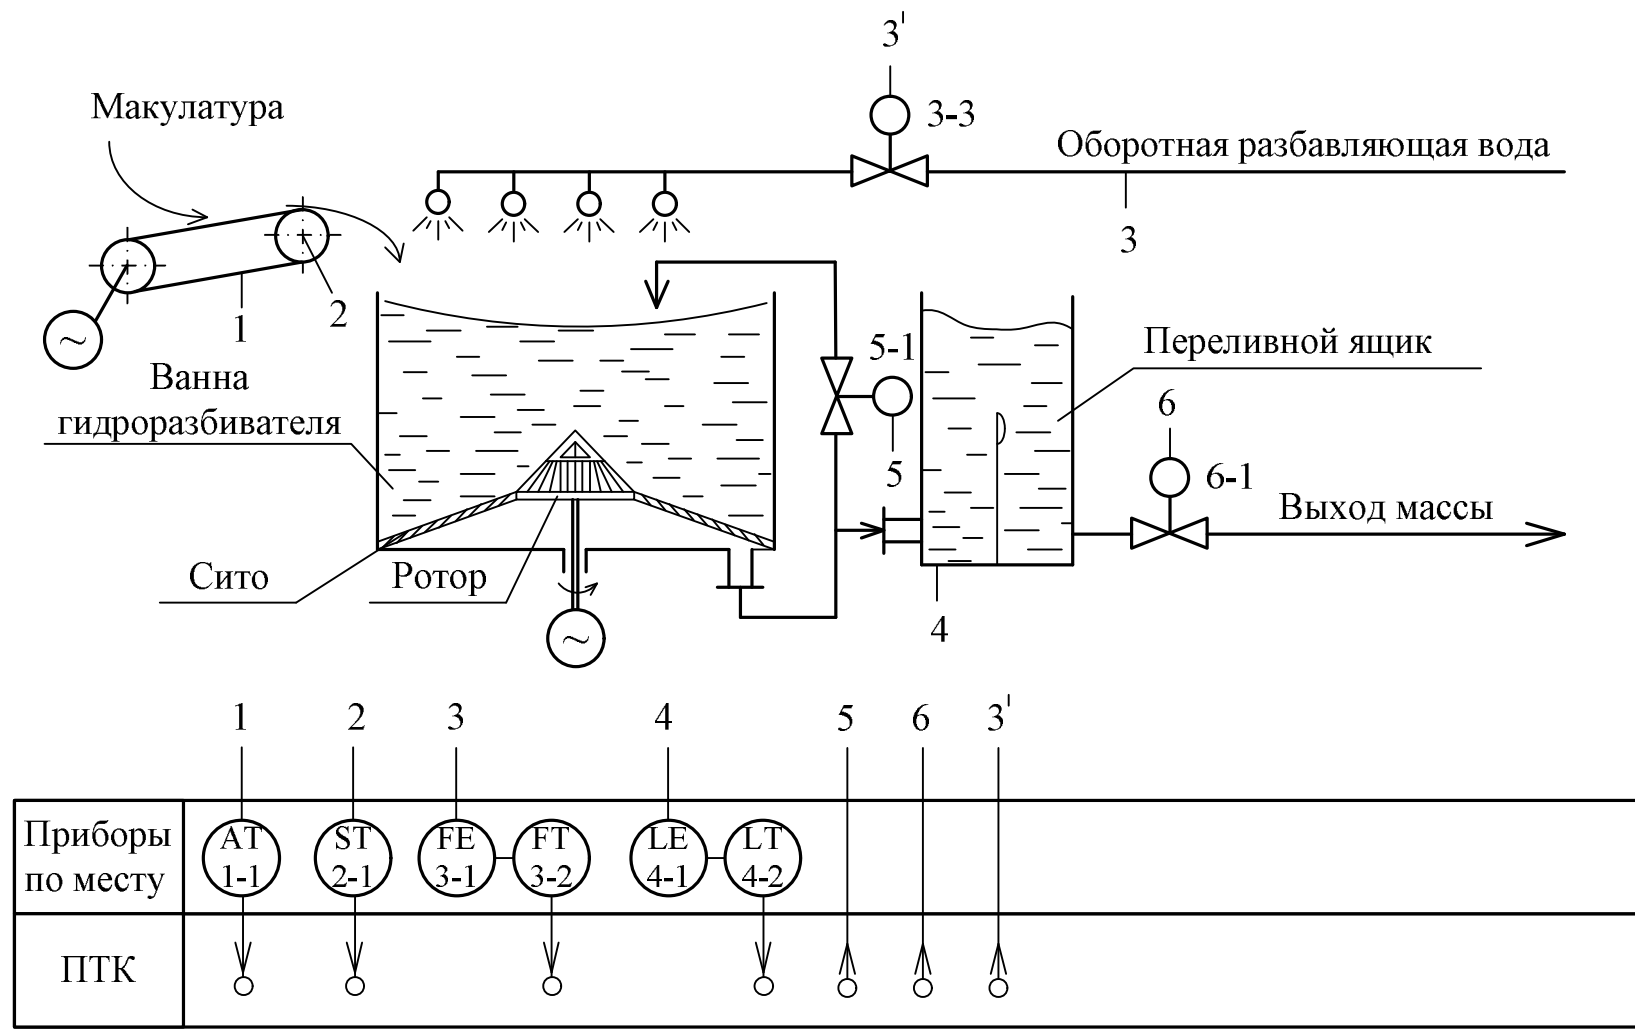 3'
Макулатура
3-3
Оборотная разбавляющая вода
3
1
2
~
Ванна
гидроразбивателя
5-1
5
Переливной ящик
6
6-1
Выход массы
Сито
Ротор
~
4
1 2 3 4 5 6 3'
Приборы
по месту
AT
1-1
ST
2-1
FE
3-1
FT
3-2
LE
4-1
LT
4-2
ПТК